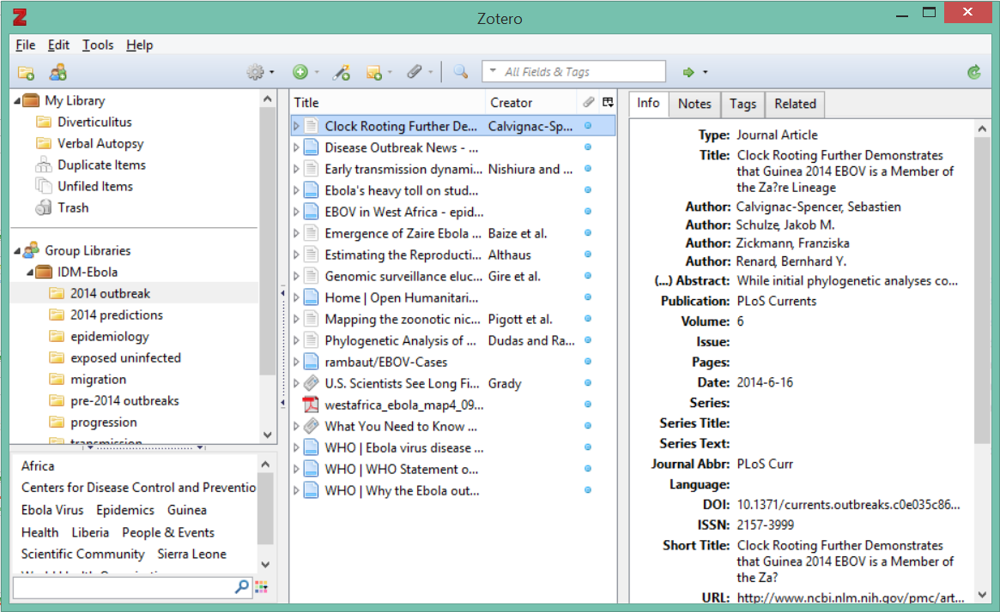 Z Zotero
File Edit Tools Help
All Fields & Tags
My Library
Diverticulitus
Verbal Autopsy
Duplicate Items
Unfiled Items
Trash
Group Libraries
IDM-Ebola
2014 outbreak
2014 predictions
epidemiology
exposed uninfected
migration
pre-2014 outbreaks
progression
transmission
Africa
Centers for Disease Control and Preventio
Ebola Virus Epidemics Guinea
Health Liberia People & Events
Scientific Community Sierra Leone
Title Creator
Clock Rooting Further De... Calvignac-Sp...
Disease Outbreak News - ...
Early transmission dynami... Nishiura and ...
Ebola's heavy toll on stud...
EBOV in West Africa - epid...
Emergence of Zaire Ebola ... Baize et al.
Estimating the Reproducti... Althaus
Genomic surveillance eluc... Gire et al.
Home | Open Humanitari...
Mapping the zoonotic nic... Pigott et al.
Phylogenetic Analysis of ... Dudas and Ra...
rambaut/EBOV-Cases
U.S. Scientists See Long Fi... Grady
westafrica_ebola_map4_09...
What You Need to Know ...
WHO | Ebola virus disease ...
WHO | WHO Statement o...
WHO | Why the Ebola out...
Info Notes Tags Related
Type: Journal Article
Title: Clock Rooting Further Demonstrates
that Guinea 2014 EBOV is a Member of
the Za?re Lineage
Author: Calvignac-Spencer, Sebastien
Author: Schulze, Jakob M.
Author: Zickmann, Franziska
Author: Renard, Bernhard Y.
(...) Abstract: While initial phylogenetic analyses co...
Publication: PLoS Currents
Volume: 6
Issue:
Pages:
Date: 2014-6-16
Series:
Series Title:
Series Text:
Journal Abbr: PLoS Curr
Language:
DOI: 10.1371/currents.outbreaks.c0e035c86...
ISSN: 2157-3999
Short Title: Clock Rooting Further Demonstrates
that Guinea 2014 EBOV is a Member of
the Za?
URL: http://www.ncbi.nlm.nih.gov/pmc/art...